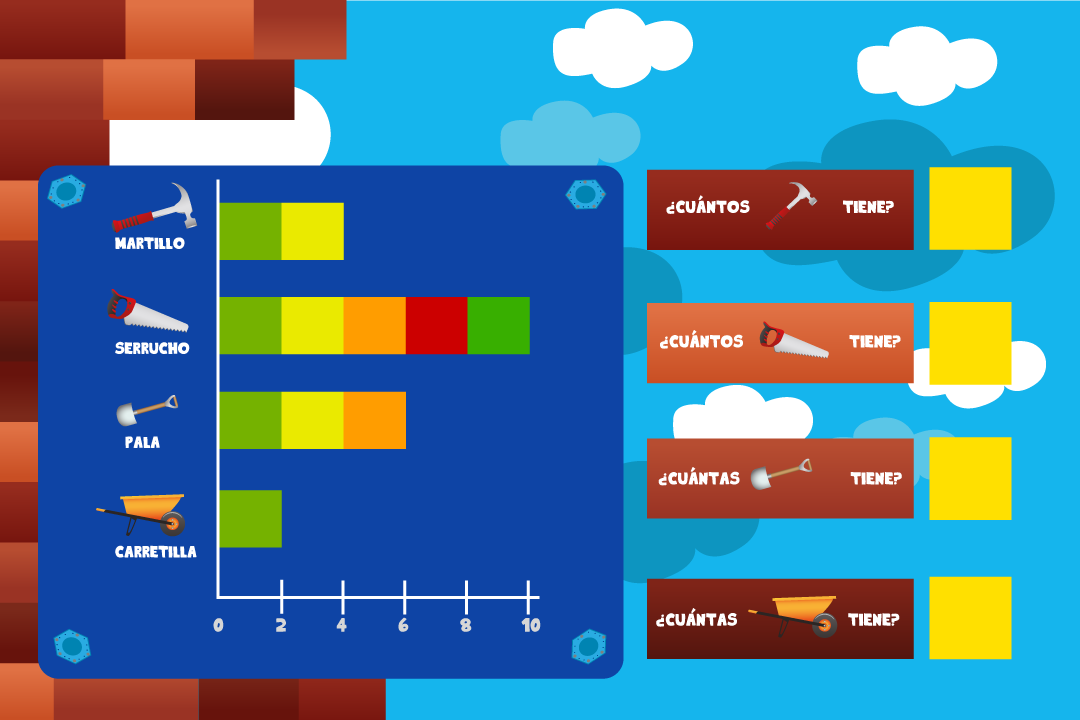 MARTILLO
SERRUCHO
PALA
CARRETILLA
0 2 4 6 8 10
¿CUÁNTOS TIENE?
¿CUÁNTOS TIENE?
¿CUÁNTAS TIENE?
¿CUÁNTAS TIENE?